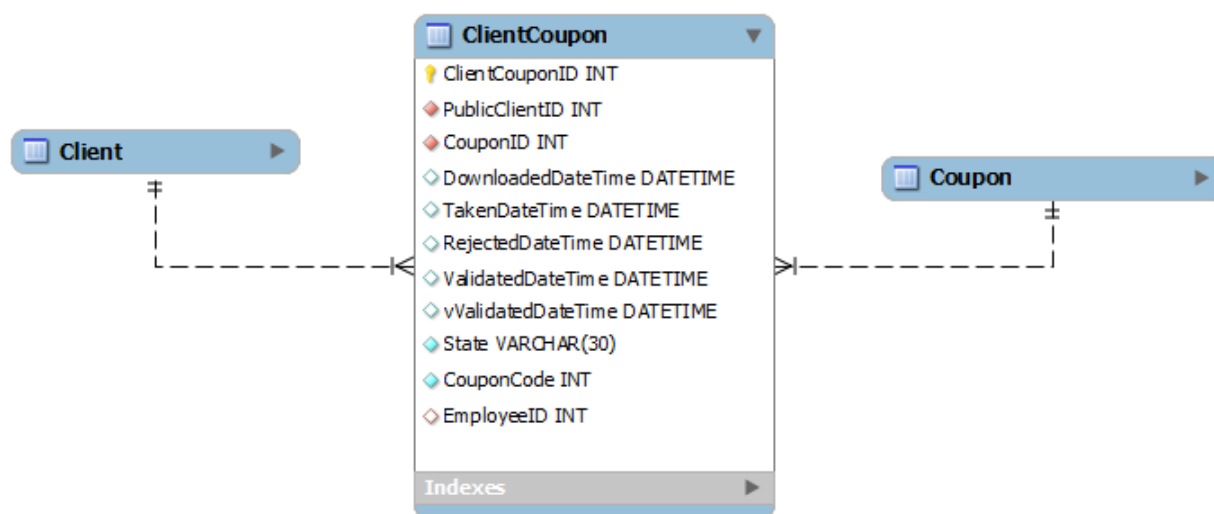 ClientCoupon
ClientCouponID INT
PublicClientID INT
CouponID INT
DownloadedDateTime DATETIME
TakenDateTime DATETIME
RejectedDateTime DATETIME
ValidatedDateTime DATETIME
vValidatedDateTime DATETIME
State VARCHAR(30)
CouponCode INT
EmployeeID INT
Indexes
Client
Coupon